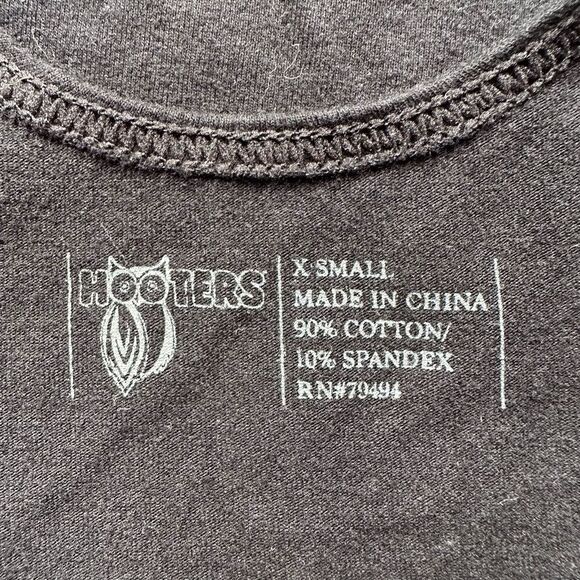 HOOTERS
X SMALL
MADE IN CHINA
90% COTTON/
10% SPANDEX
RN#79494